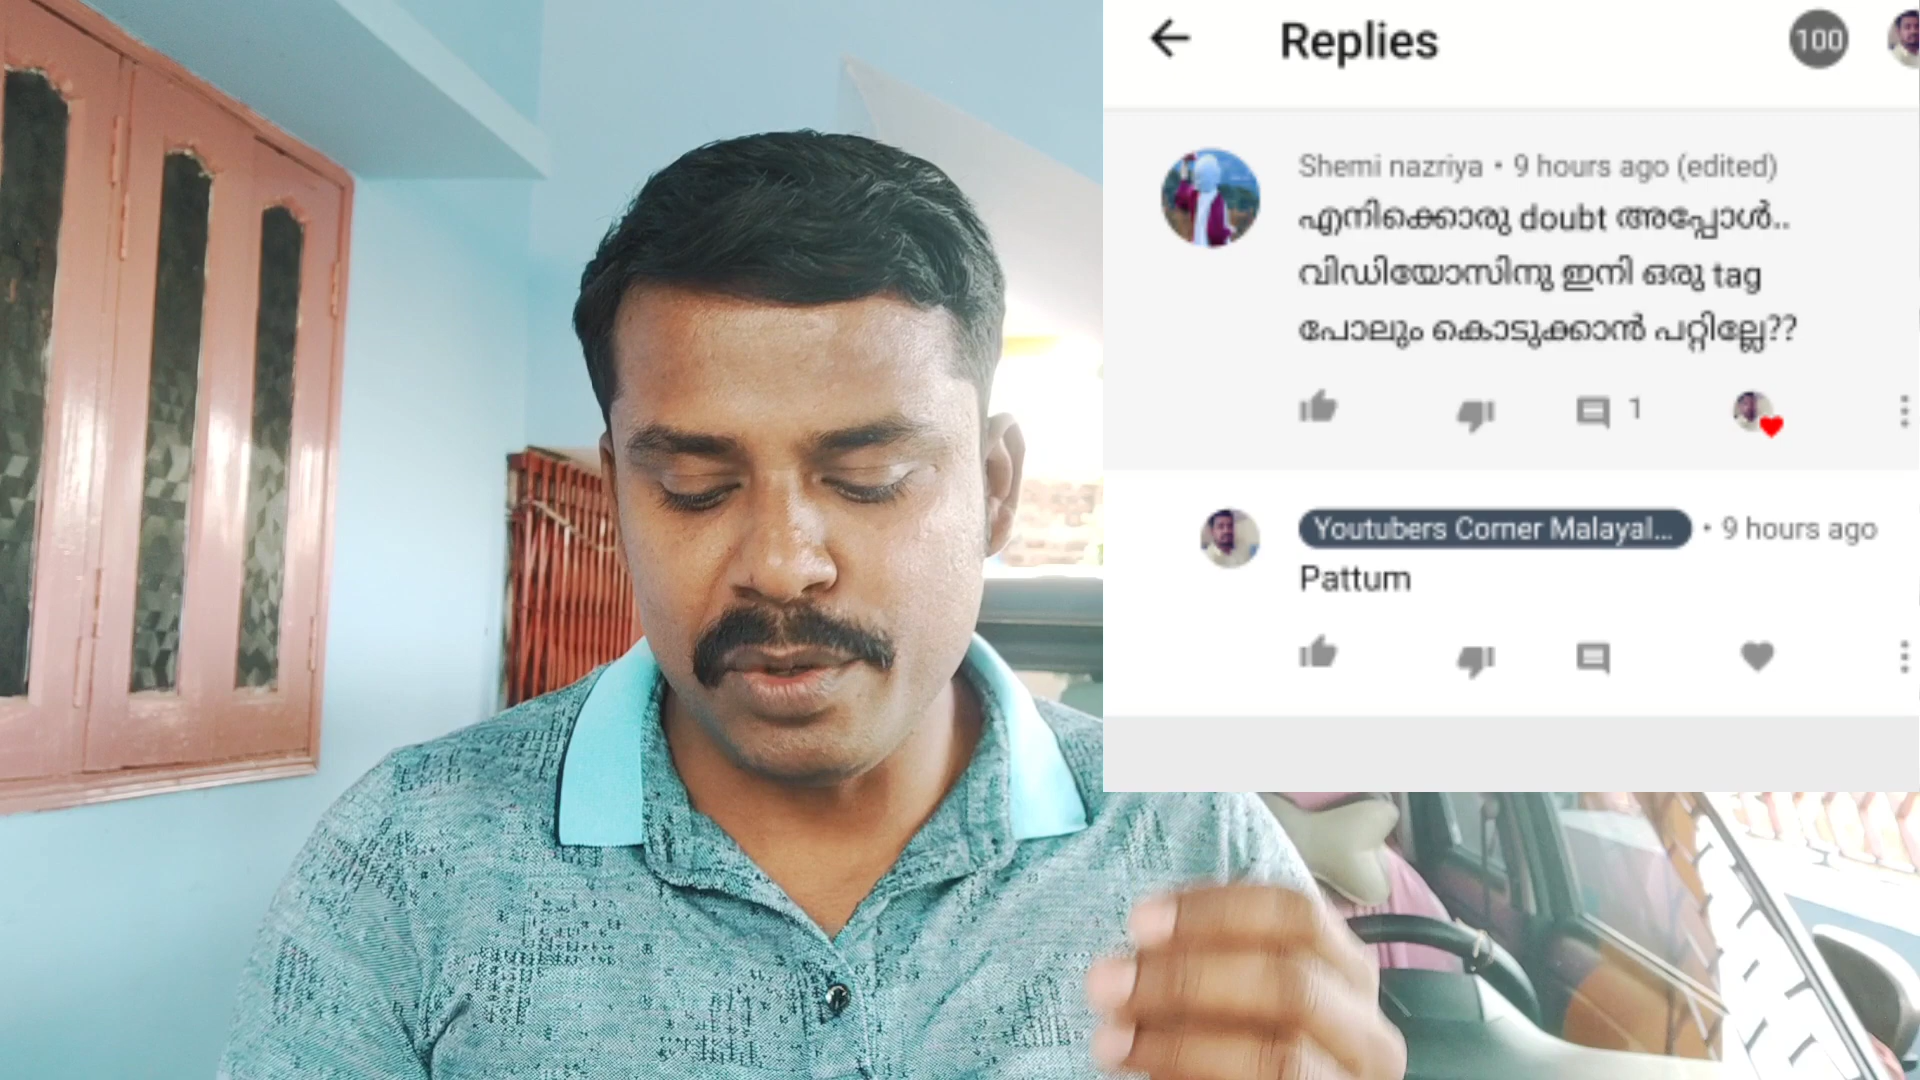 Replies
100
Shemi nazriya • 9 hours ago (edited)
എനിക്കൊരു doubt അപ്പോൾ..
വിഡിയോസിനു ഇനി ഒരു tag
പോലും കൊടുക്കാൻ പറ്റില്ലേ??
1
Youtubers Corner Malayal... • 9 hours ago
Pattum